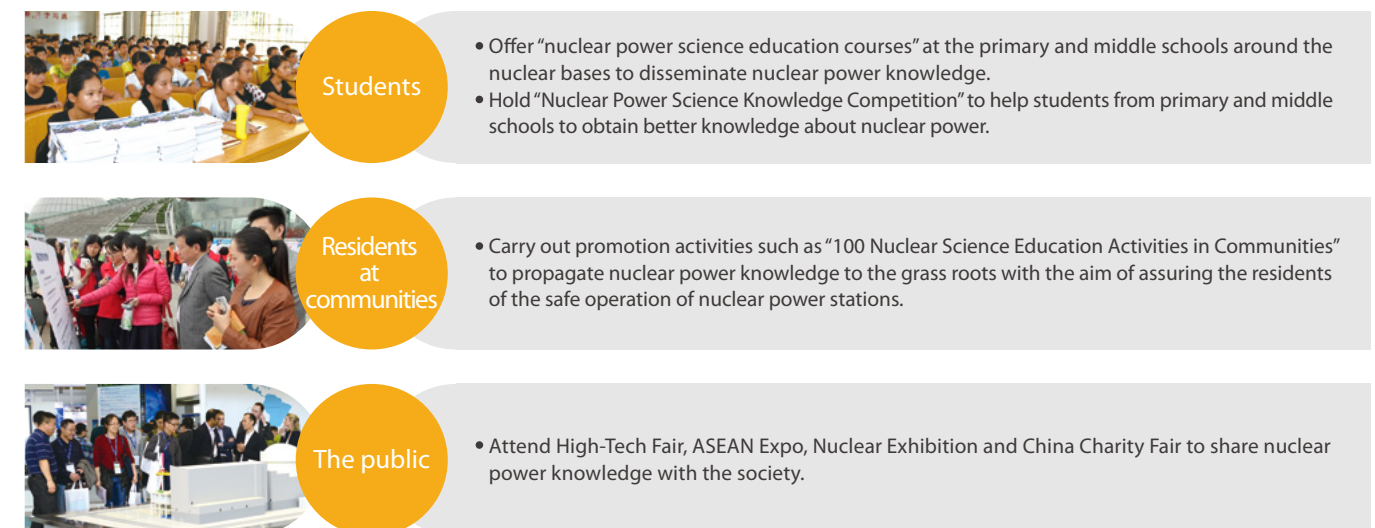 Students
• Offer “nuclear power science education courses” at the primary and middle schools around the
nuclear bases to disseminate nuclear power knowledge.
• Hold “Nuclear Power Science Knowledge Competition” to help students from primary and middle
schools to obtain better knowledge about nuclear power.
Residents
at
communities
• Carry out promotion activities such as “100 Nuclear Science Education Activities in Communities”
to propagate nuclear power knowledge to the grass roots with the aim of assuring the residents
of the safe operation of nuclear power stations.
The public
• Attend High-Tech Fair, ASEAN Expo, Nuclear Exhibition and China Charity Fair to share nuclear
power knowledge with the society.